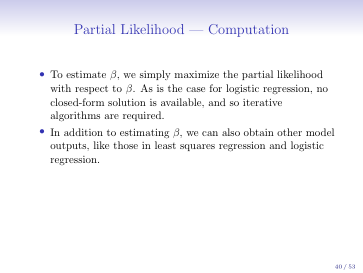 Partial Likelihood — Computation
• To estimate β, we simply maximize the partial likelihood
with respect to β. As is the case for logistic regression, no
closed-form solution is available, and so iterative
algorithms are required.
• In addition to estimating β, we can also obtain other model
outputs, like those in least squares regression and logistic
regression.
40 / 53